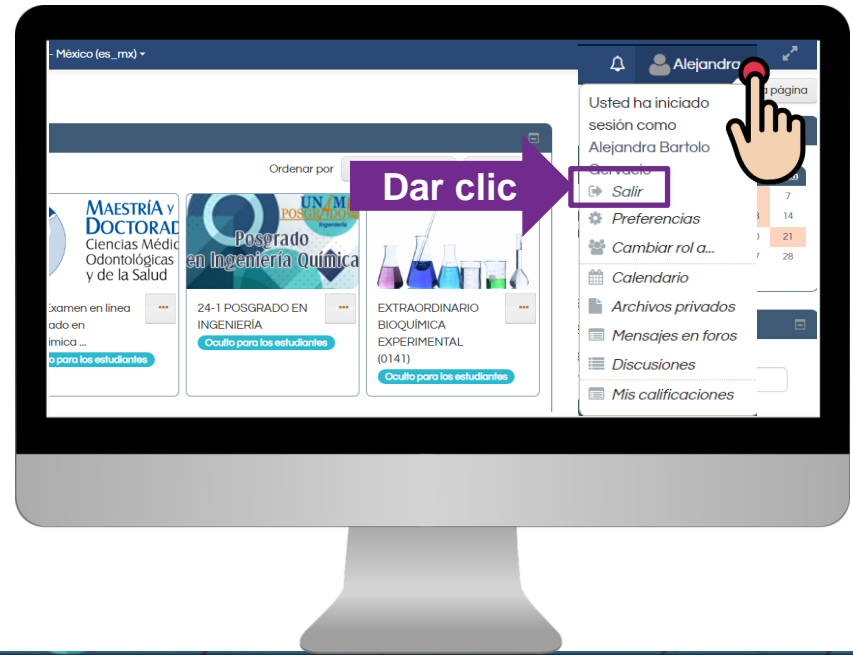 - México (es_mx)
Alejandra
página
Usted ha iniciado
sesión como
Alejandra Bartolo
Gervacio
Salir
Preferencias
Cambiar rol a...
Calendario
Archivos privados
Mensajes en foros
Discusiones
Mis calificaciones
Dar clic
Ordenar por
MAESTRÍA Y
DOCTORAD
Ciencias Médic
Odontológicas
y de la Salud
Examen en linea
ado en
ímica ...
o para los estudiantes
UNAM
POSGRADO
Ingeniería
Posgrado
en Ingeniería Química
24-1 POSGRADO EN
INGENIERÍA
Oculto para los estudiantes
EXTRAORDINARIO
BIOQUÍMICA
EXPERIMENTAL
(0141)
Oculto para los estudiantes
7
14
21
28